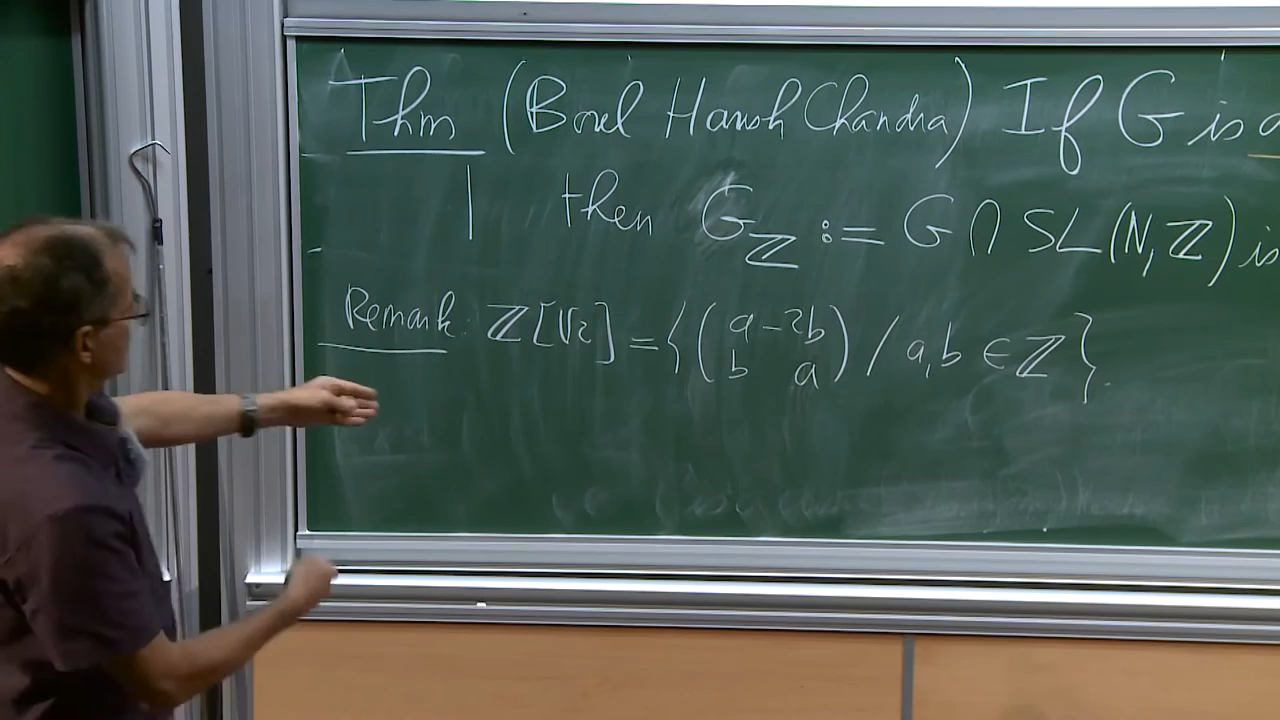 Thm (Borel Harish Chandra) If G is
then G_ℤ := G ∩ SL(N, ℤ) is
Remark: ℤ[√2] = {(a -2b / b a) / a,b ∈ ℤ}.